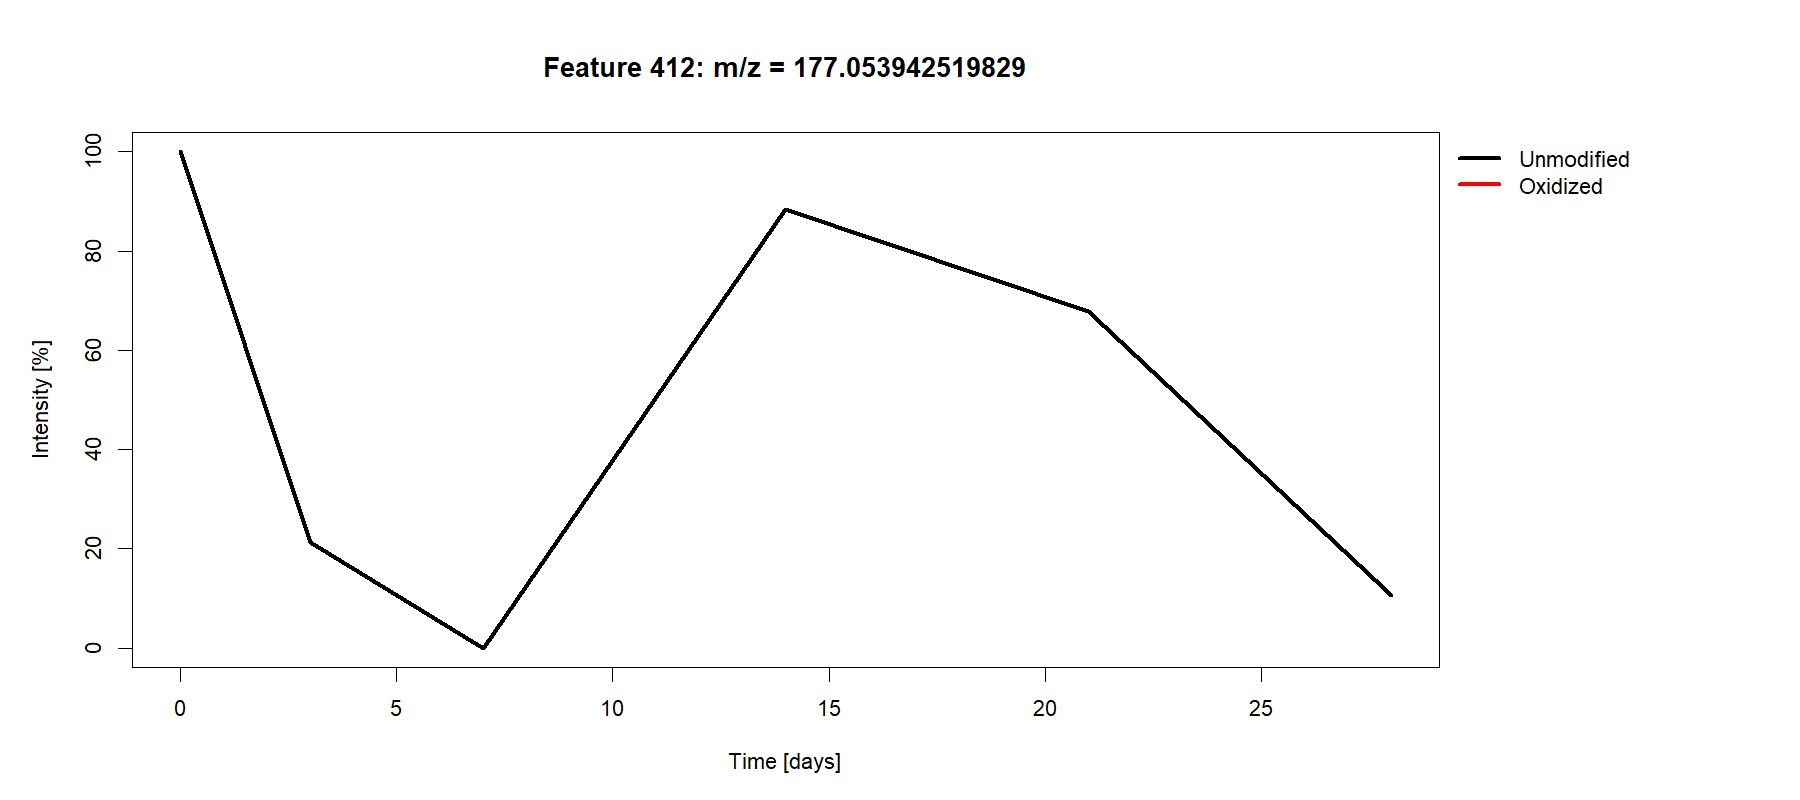 Feature 412: m/z = 177.053942519829
Unmodified
Oxidized
Intensity [%]
100
80
60
40
20
0
0 5 10 15 20 25
Time [days]